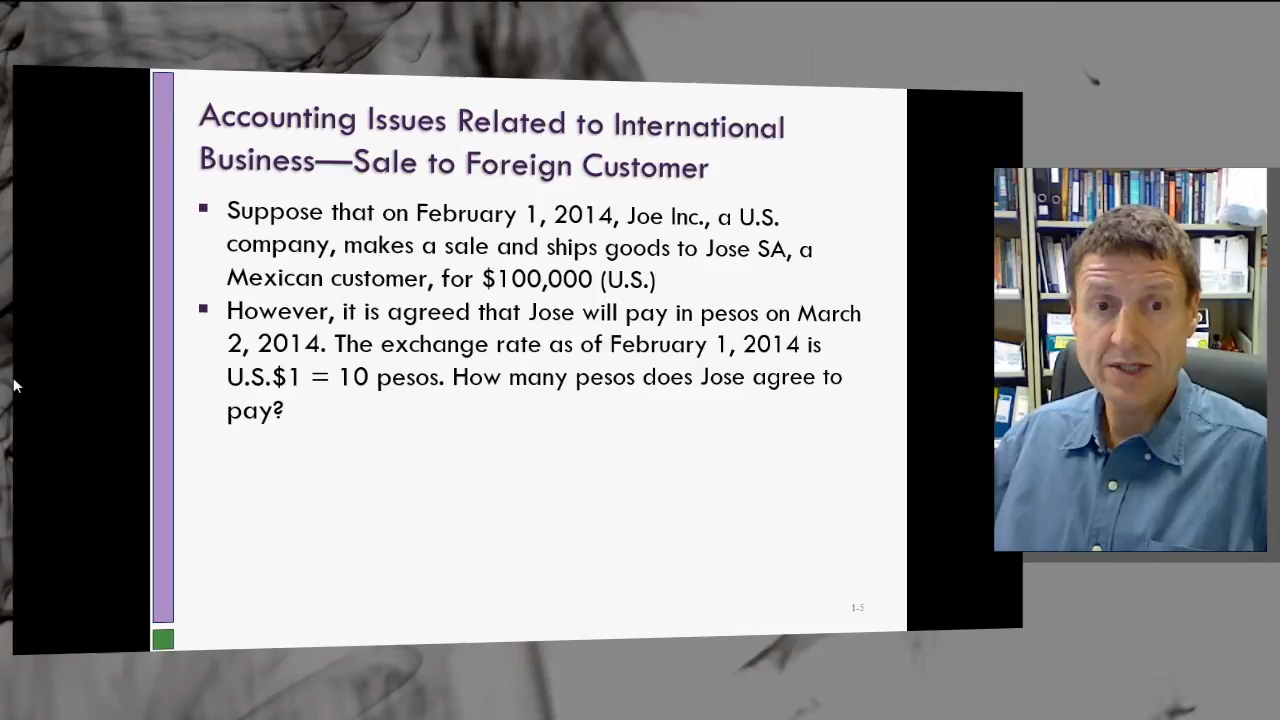 Accounting Issues Related to International
Business—Sale to Foreign Customer
Suppose that on February 1, 2014, Joe Inc., a U.S.
company, makes a sale and ships goods to Jose SA, a
Mexican customer, for $100,000 (U.S.)
However, it is agreed that Jose will pay in pesos on March
2, 2014. The exchange rate as of February 1, 2014 is
U.S.$1 = 10 pesos. How many pesos does Jose agree to
pay?
1-5